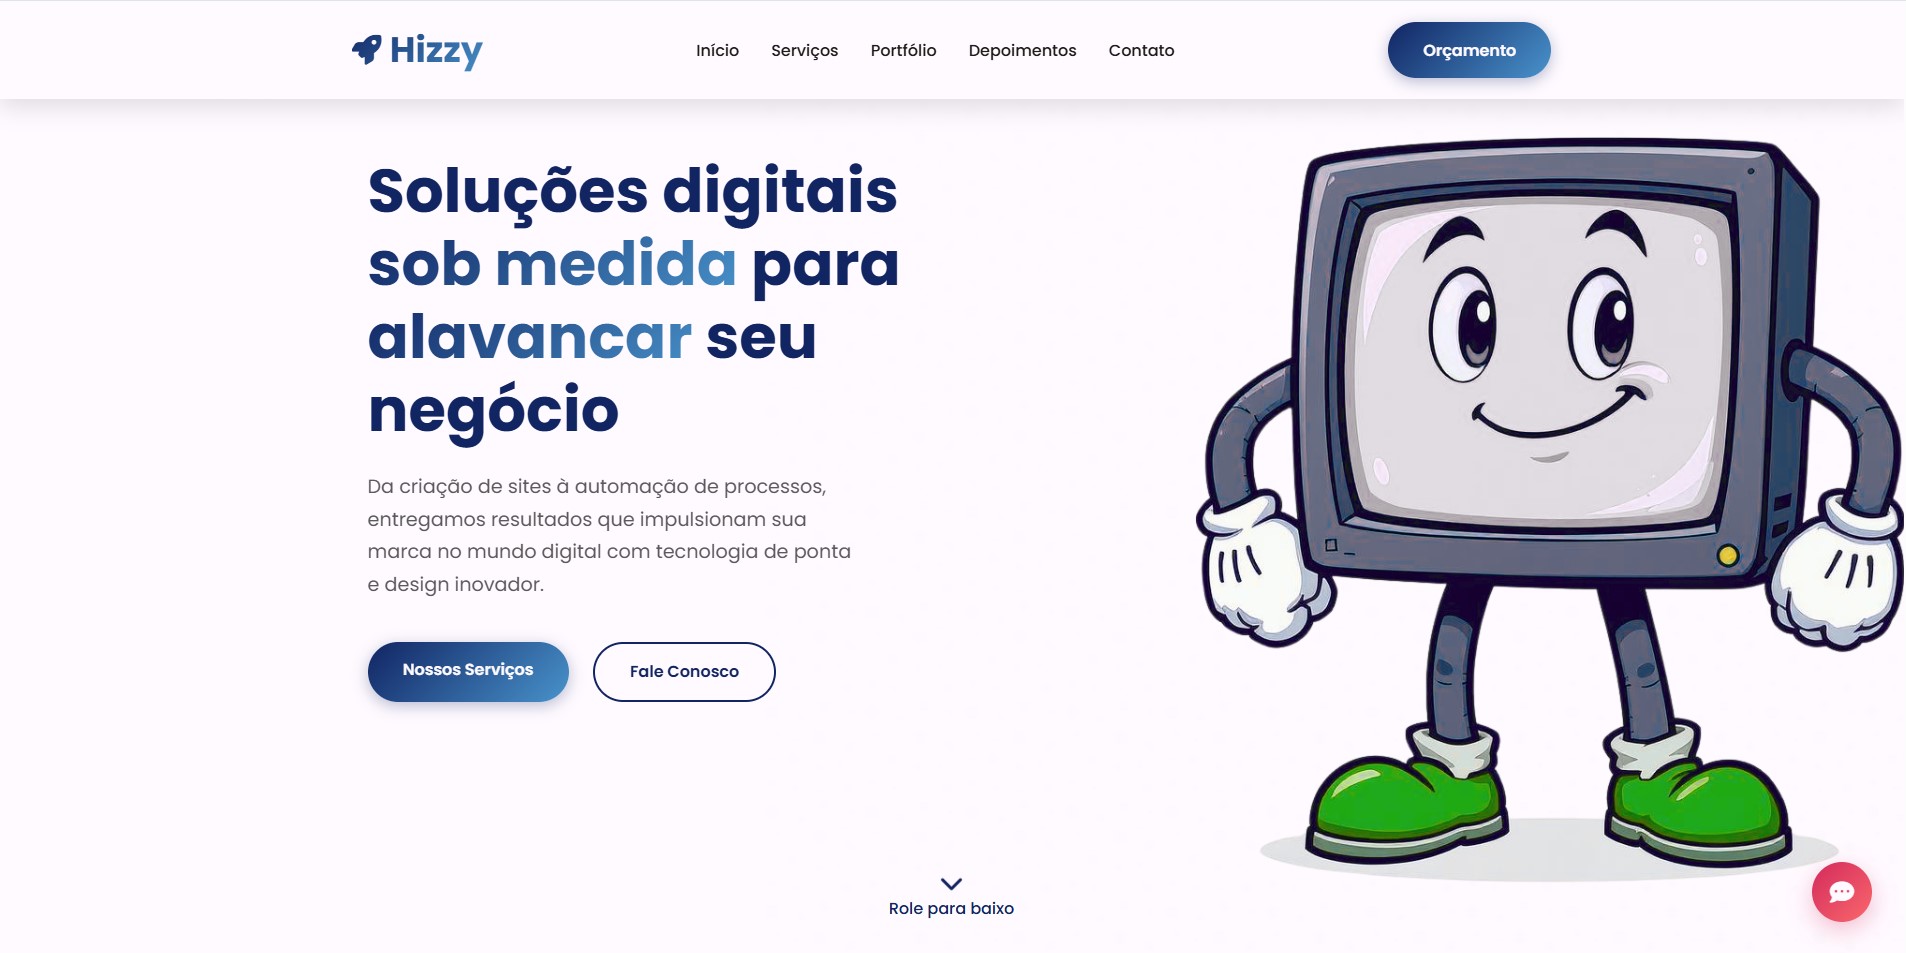 Hizzy
Início
Serviços
Portfólio
Depoimentos
Contato
Orçamento
Soluções digitais
sob medida para
alavancar seu
negócio
Da criação de sites à automação de processos,
entregamos resultados que impulsionam sua
marca no mundo digital com tecnologia de ponta
e design inovador.
Nossos Serviços
Fale Conosco
Role para baixo